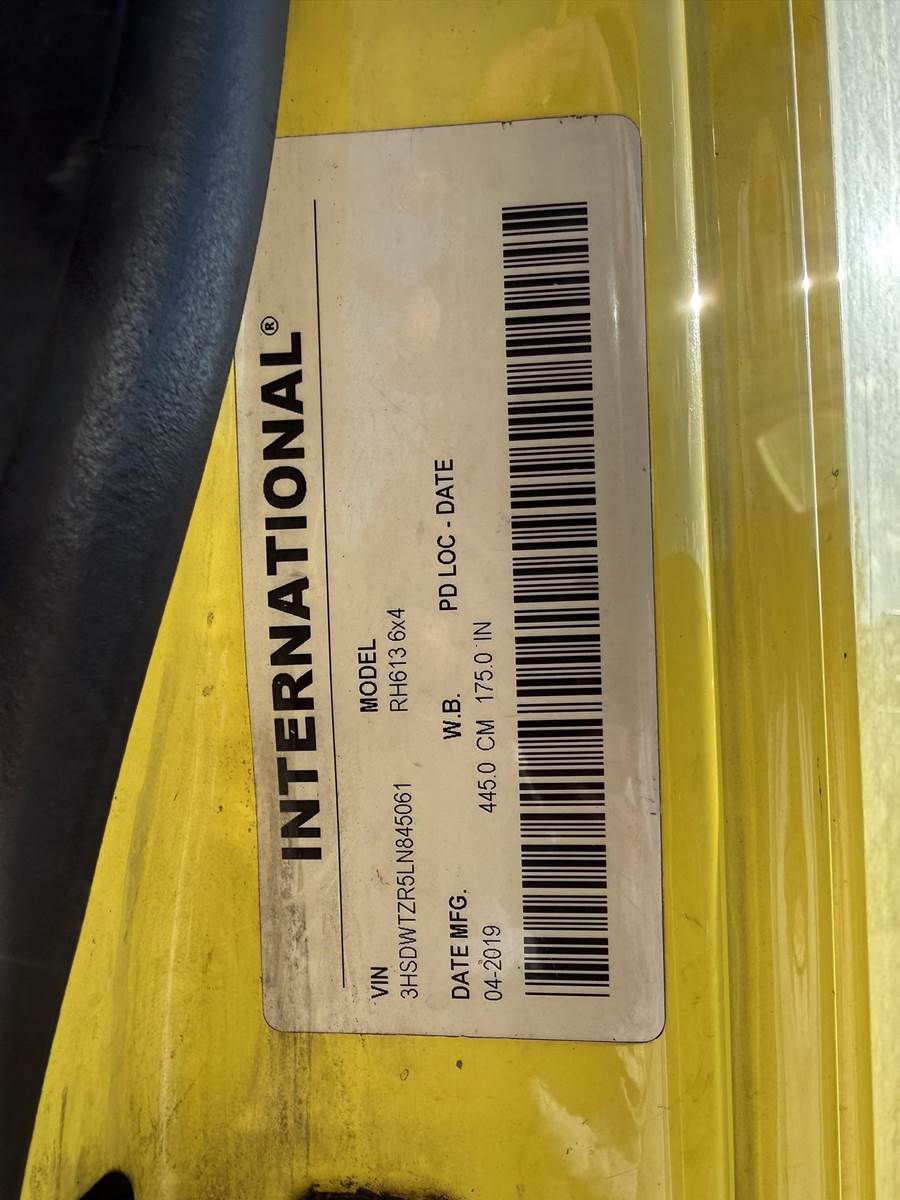 INTERNATIONAL®
VIN MODEL
3HSDWTZR5LN845061 RH613 6x4
DATE MFG. W.B. PD LOC - DATE
04-2019 445.0 CM 175.0 IN